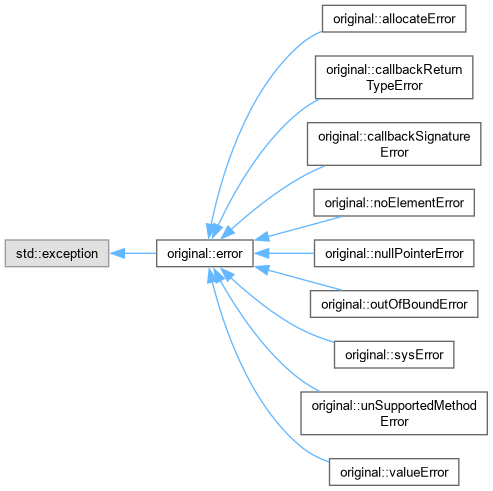 original::allocateError
original::callbackReturn
TypeError
original::callbackSignature
Error
original::noElementError
std::exception
original::error
original::nullPointerError
original::outOfBoundError
original::sysError
original::unSupportedMethod
Error
original::valueError